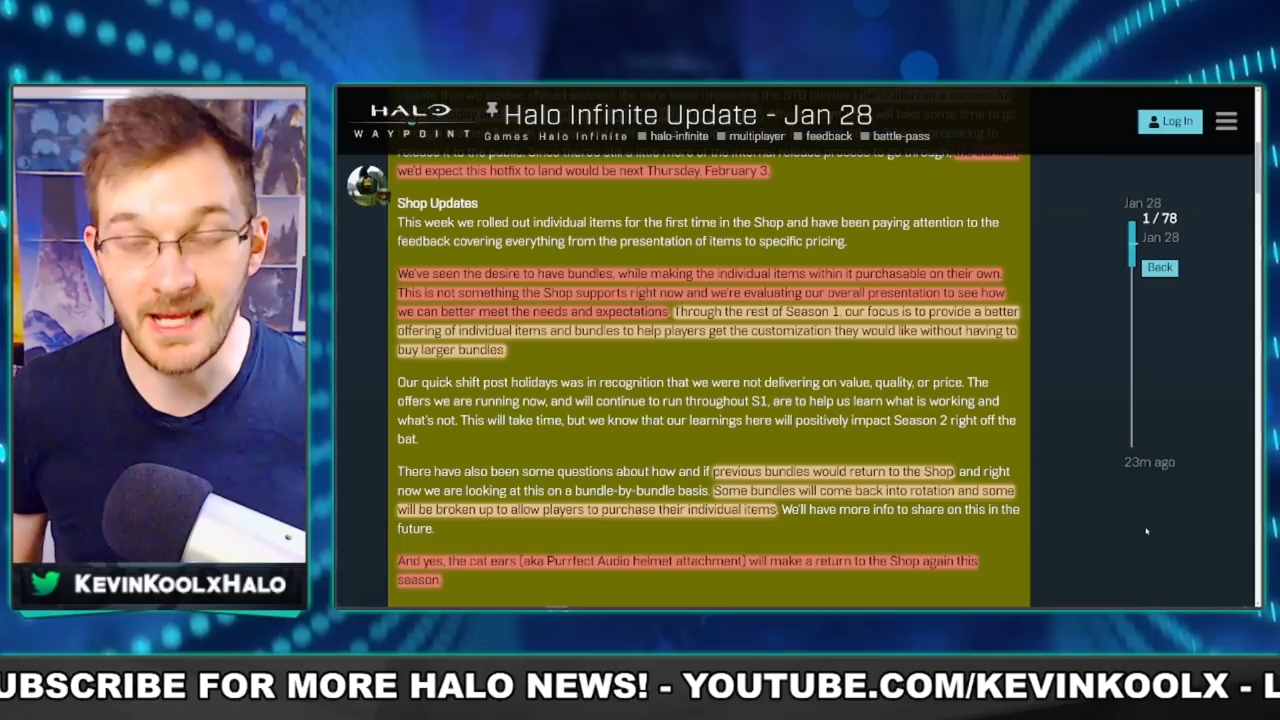 HALO
WAYPOINT
Halo Infinite Update - Jan 28
Games Halo Infinite halo-infinite multiplayer feedback battle-pass
Log In
we'd expect this hotfix to land would be next Thursday, February 3.
Shop Updates
This week we rolled out individual items for the first time in the Shop and have been paying attention to the
feedback covering everything from the presentation of items to specific pricing.
We've seen the desire to have bundles, while making the individual items within it purchasable on their own.
This is not something the Shop supports right now and we're evaluating our overall presentation to see how
we can better meet the needs and expectations. Through the rest of Season 1, our focus is to provide a better
offering of individual items and bundles to help players get the customization they would like without having to
buy larger bundles.
Our quick shift post holidays was in recognition that we were not delivering on value, quality, or price. The
offers we are running now, and will continue to run throughout S1, are to help us learn what is working and
what's not. This will take time, but we know that our learnings here will positively impact Season 2 right off the
bat.
There have also been some questions about how and if previous bundles would return to the Shop, and right
now we are looking at this on a bundle-by-bundle basis. Some bundles will come back into rotation and some
will be broken up to allow players to purchase their individual items. We'll have more info to share on this in the
future.
And yes, the cat ears (aka Purrfect Audio helmet attachment) will make a return to the Shop again this
season.
Jan 28
1 / 78
Jan 28
Back
23m ago
KEVINKOOLXHALO
UBSCRIBE FOR MORE HALO NEWS! - YOUTUBE.COM/KEVINKOOLX - L